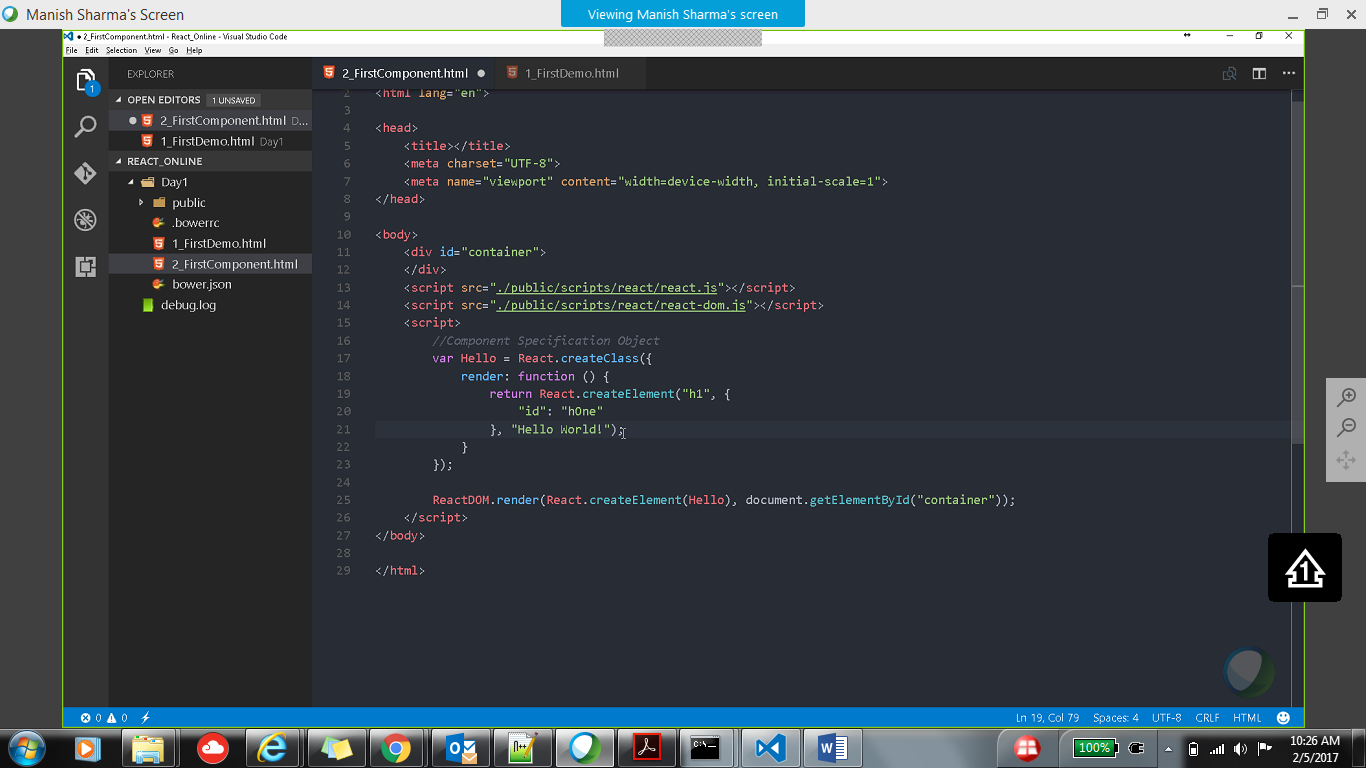 Manish Sharma's Screen
Viewing Manish Sharma's screen
● 2_FirstComponent.html - React_Online - Visual Studio Code
File Edit Selection View Go Help
EXPLORER
2_FirstComponent.html ●
1_FirstDemo.html
1
OPEN EDITORS 1 UNSAVED
● 2_FirstComponent.html D...
1_FirstDemo.html Day1
REACT_ONLINE
Day1
public
.bowerrc
1_FirstDemo.html
2_FirstComponent.html
bower.json
debug.log
2 <html lang="en">
3
4 <head>
5 <title></title>
6 <meta charset="UTF-8">
7 <meta name="viewport" content="width=device-width, initial-scale=1">
8 </head>
9
10 <body>
11 <div id="container">
12 </div>
13 <script src="./public/scripts/react/react.js"></script>
14 <script src="./public/scripts/react/react-dom.js"></script>
15 <script>
16 //Component Specification Object
17 var Hello = React.createClass({
18 render: function () {
19 return React.createElement("h1", {
20 "id": "hOne"
21 }, "Hello World!");
22 }
23 });
24
25 ReactDOM.render(React.createElement(Hello), document.getElementById("container"));
26 </script>
27 </body>
28
29 </html>
1
0 0
Ln 19, Col 79 Spaces: 4 UTF-8 CRLF HTML
C:\
100%
10:26 AM
2/5/2017